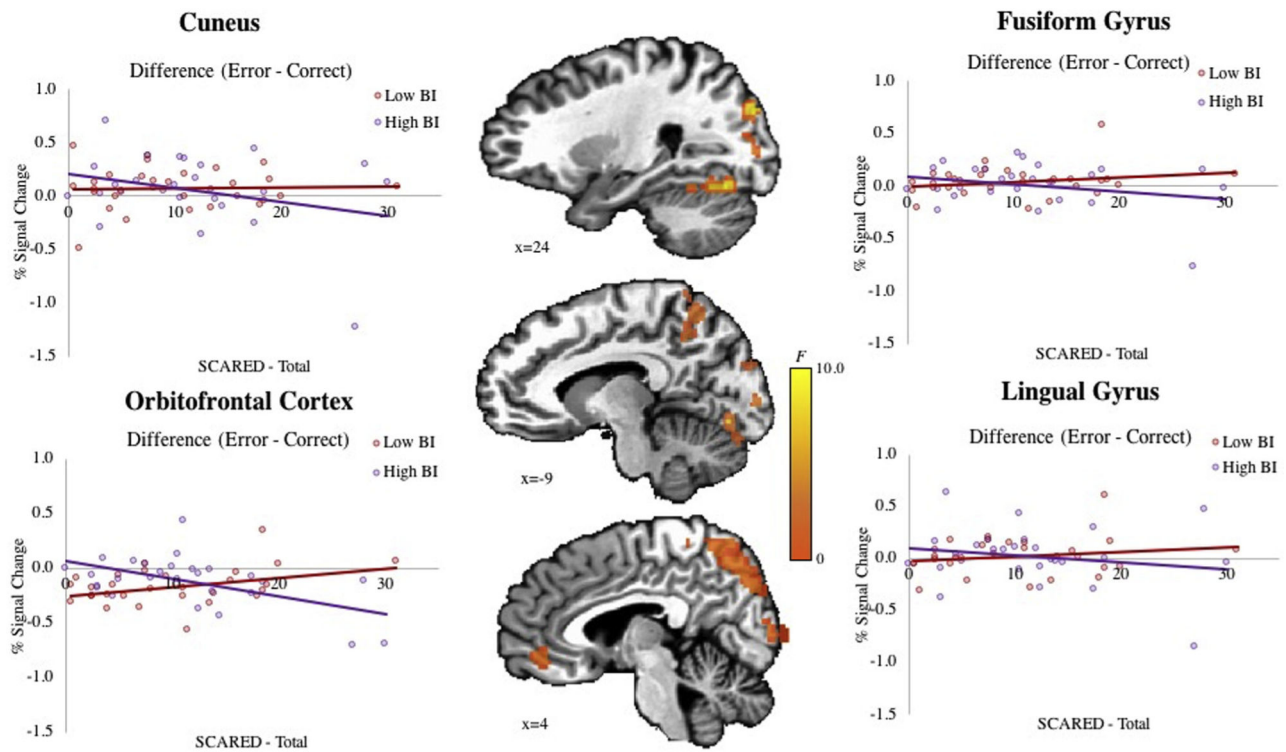 Cuneus
Difference (Error - Correct)
Low BI
High BI
1.0
0.5
0.0
-0.5
-1.0
-1.5
0
10
20
30
% Signal Change
SCARED - Total
Orbitofrontal Cortex
Difference (Error - Correct)
Low BI
High BI
1.0
0.5
0.0
-0.5
-1.0
-1.5
0
10
20
30
% Signal Change
SCARED - Total
x=24
x=-9
x=4
F
10.0
0
Fusiform Gyrus
Difference (Error - Correct)
Low BI
High BI
1.0
0.5
0.0
-0.5
-1.0
-1.5
0
10
20
30
% Signal Change
SCARED - Total
Lingual Gyrus
Difference (Error - Correct)
Low BI
High BI
1.0
0.5
0.0
-0.5
-1.0
-1.5
0
10
20
30
% Signal Change
SCARED - Total